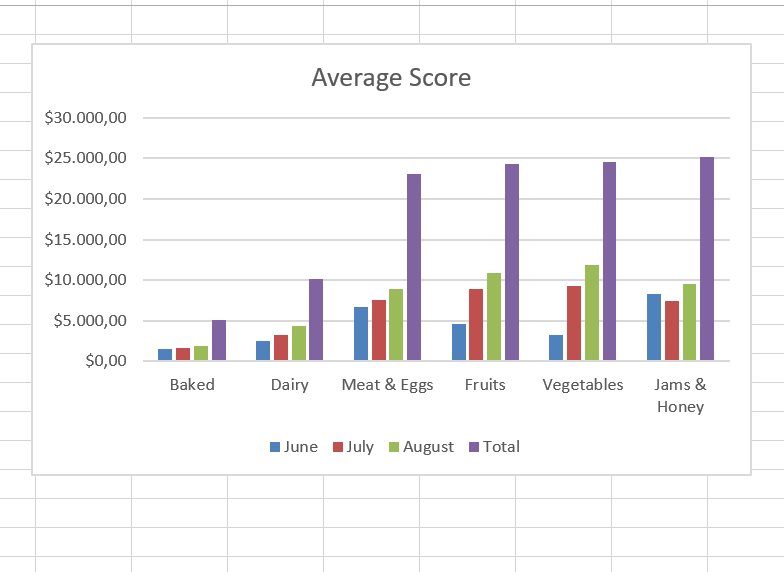 Average Score
$30.000,00
$25.000,00
$20.000,00
$15.000,00
$10.000,00
$5.000,00
$0,00
Baked Dairy Meat & Eggs Fruits Vegetables Jams &
Honey
June July August Total